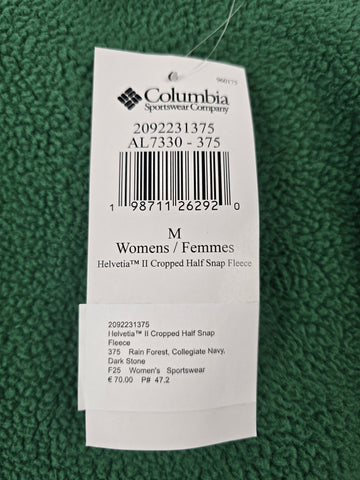 960175
Columbia
Sportswear Company
2092231375
AL7330 - 375
1 98711 26292 0
M
Womens / Femmes
Helvetia™ II Cropped Half Snap Fleece
2092231375
Helvetia™ II Cropped Half Snap
Fleece
375 Rain Forest, Collegiate Navy,
Dark Stone
F25 Women's Sportswear
€ 70.00 P# 47.2